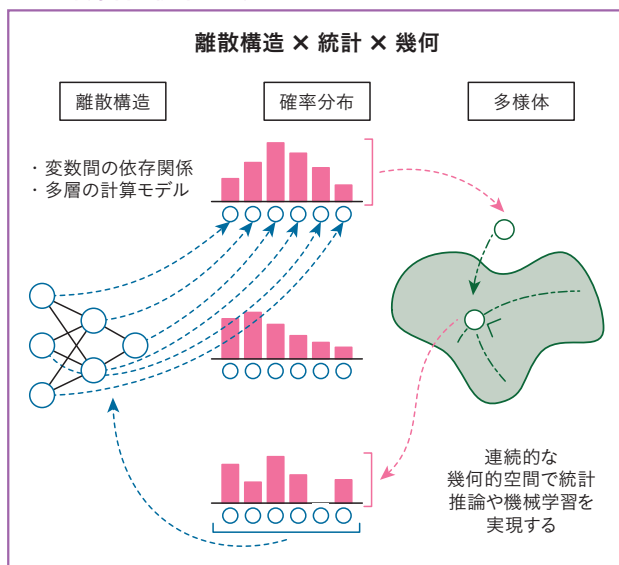 離散構造 × 統計 × 幾何
離散構造
確率分布
多様体
・変数間の依存関係
・多層の計算モデル
連続的な
幾何的空間で統計
推論や機械学習を
実現する